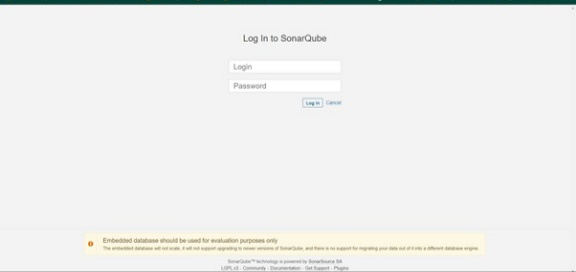 Log In to SonarQube
Login
Password
Log in Cancel
Embedded database should be used for evaluation purposes only
The embedded database will not scale, it will not support upgrading to newer versions of SonarQube, and there is no support for migrating your data out of it into a different database engine.
SonarQube™ technology is powered by SonarSource SA
LGPL v3 - Community - Documentation - Get Support - Plugins